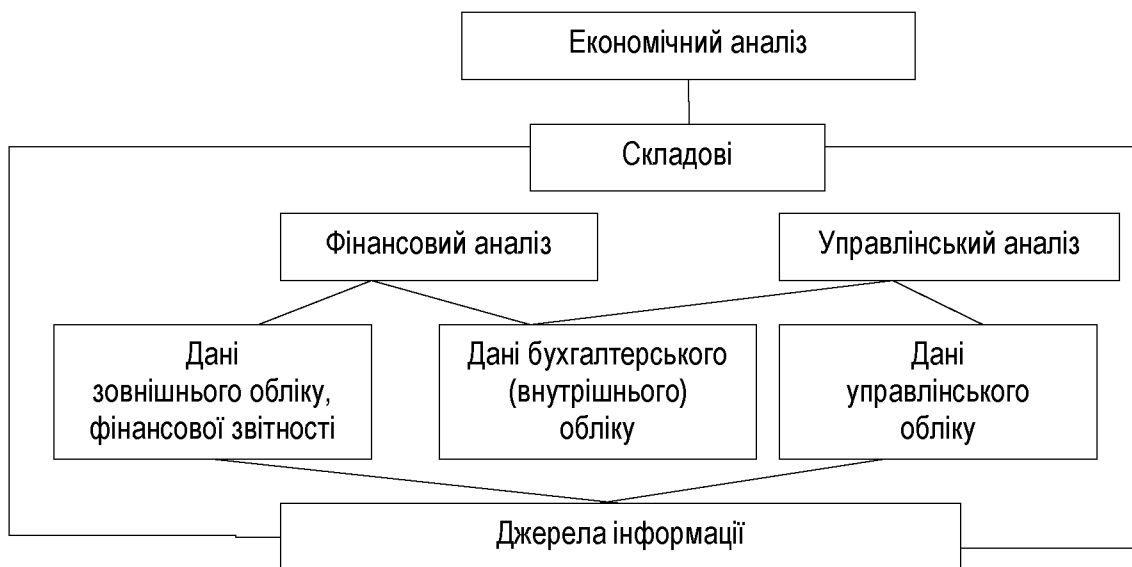 Економічний аналіз
Складові
Фінансовий аналіз
Управлінський аналіз
Дані
зовнішнього обліку,
фінансової звітності
Дані бухгалтерського
(внутрішнього)
обліку
Дані
управлінського
обліку
Джерела інформації